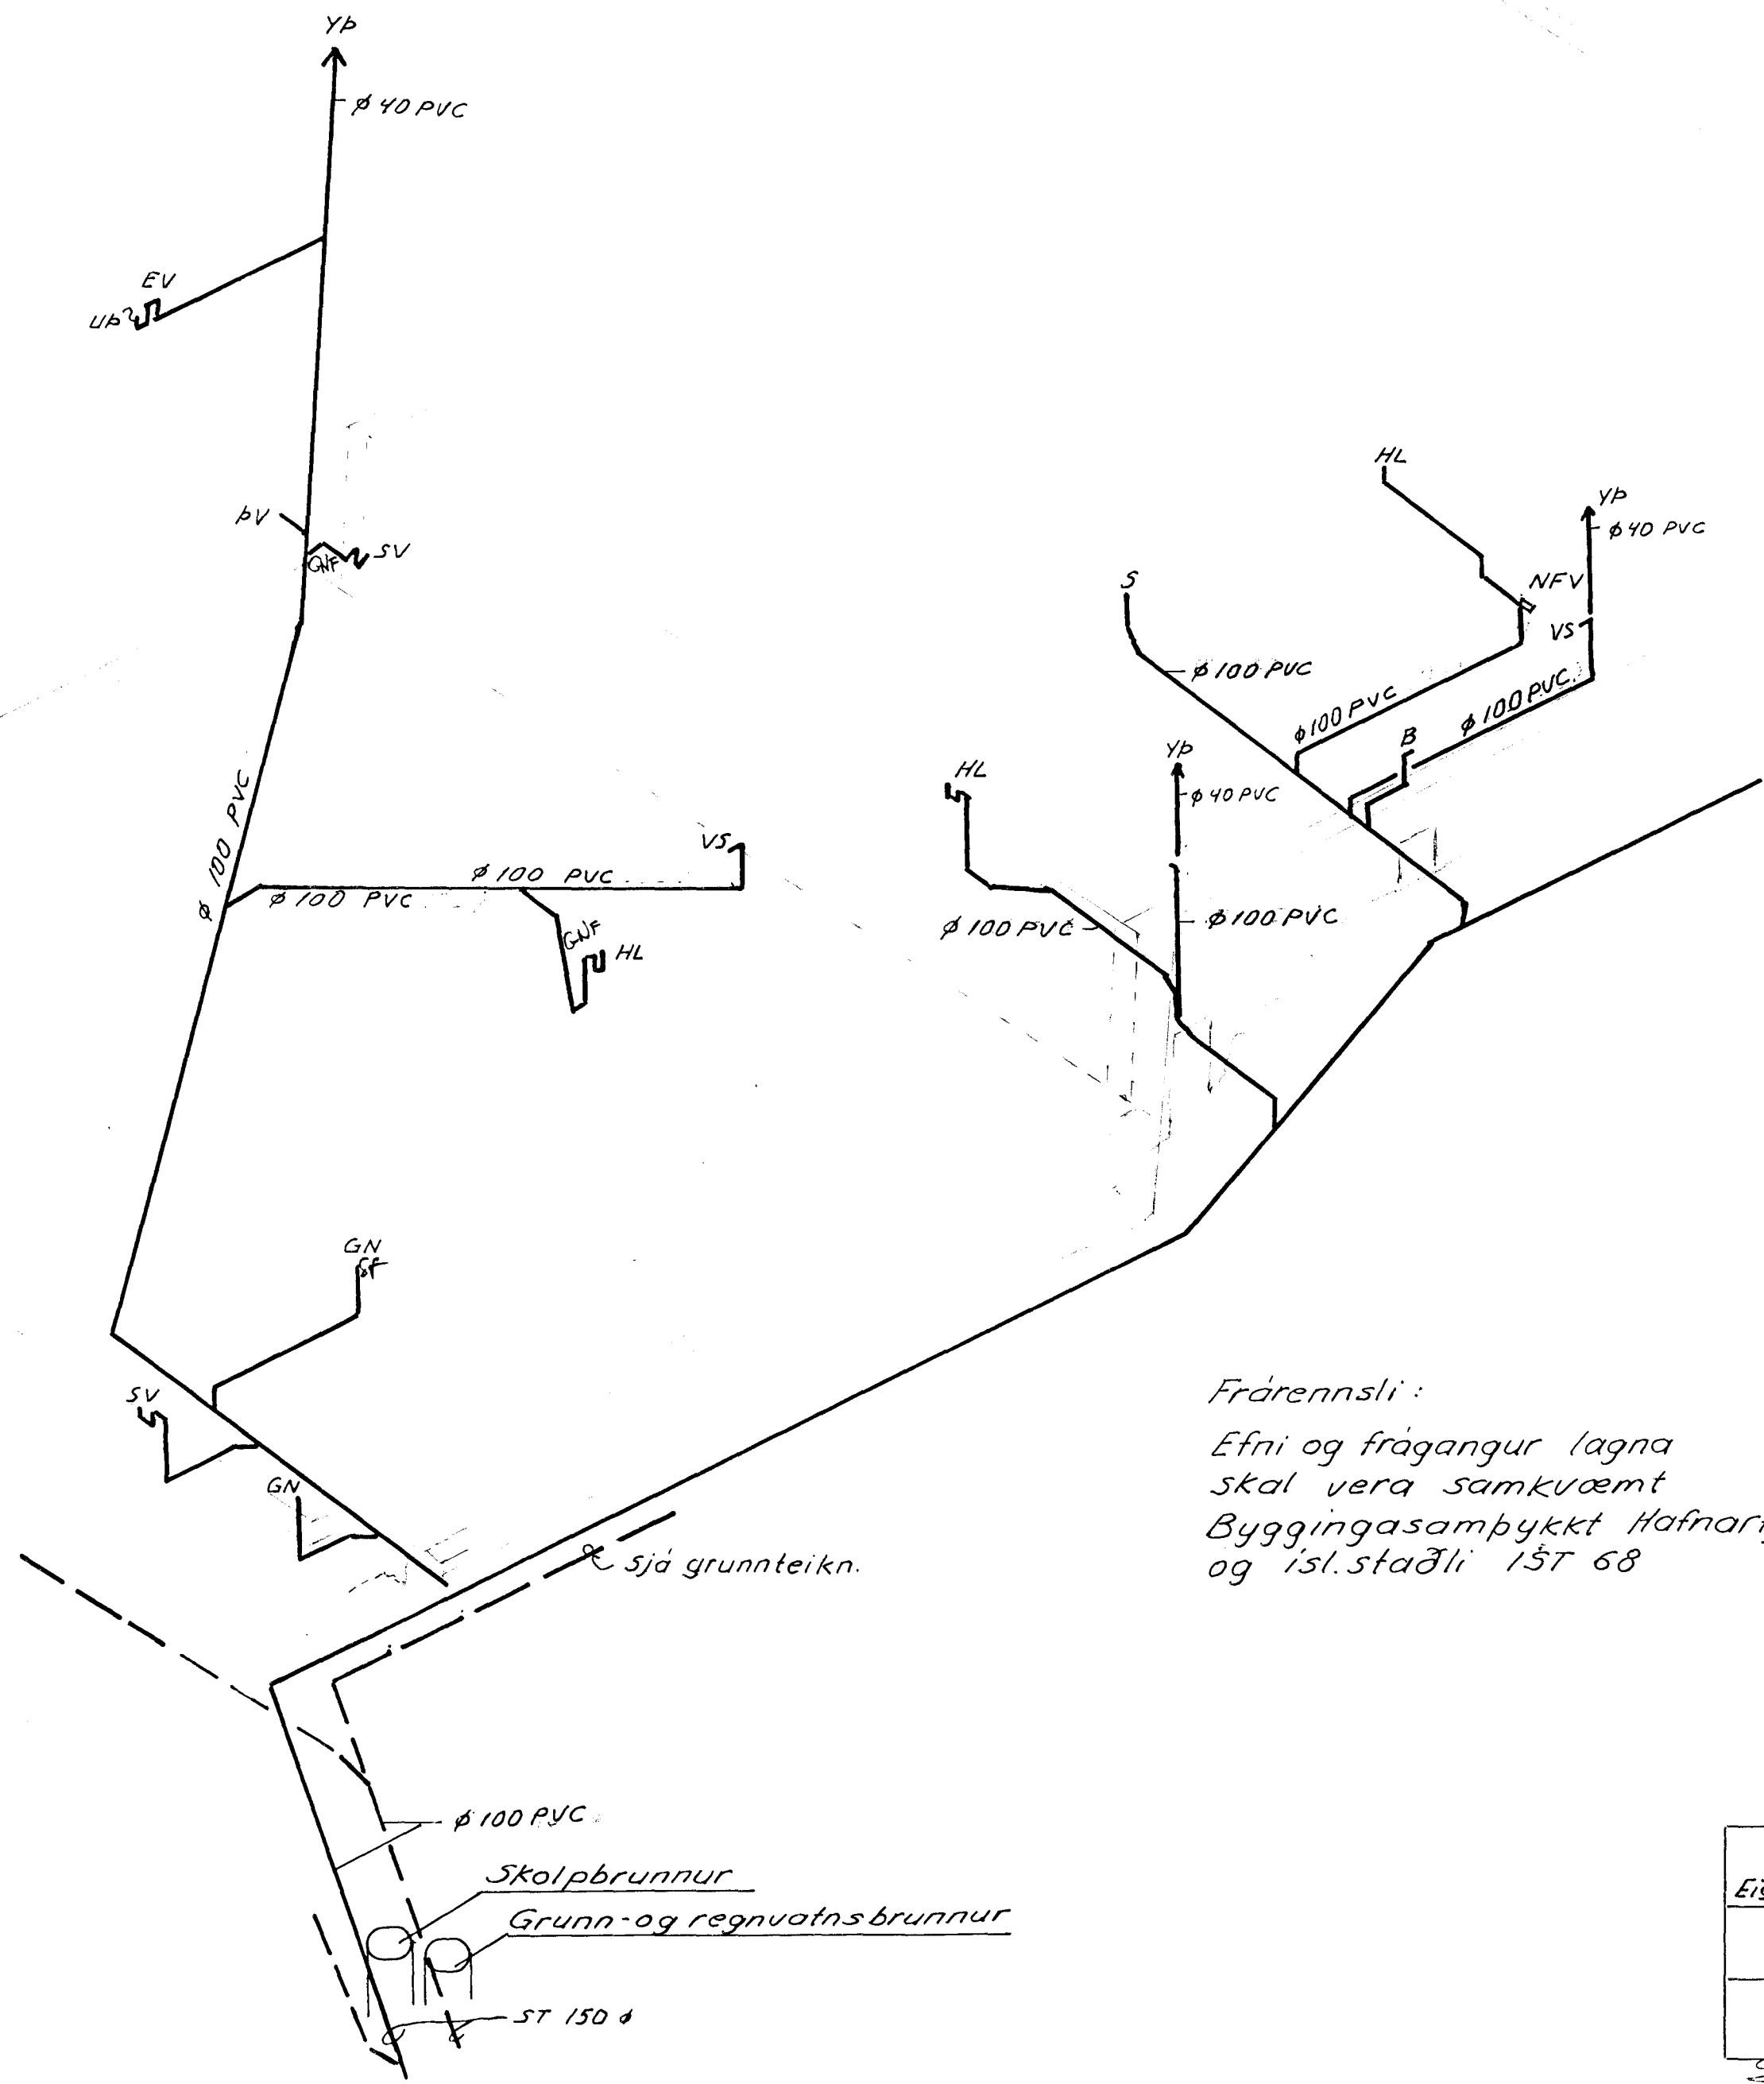 YÞ
ϕ 40 PVC
EV
UÞ
ÞV
GNF
SV
HL
YÞ
ϕ 40 PVC
NFV
VS
S
ϕ 100 PVC
ϕ 100 PVC
ϕ 100 PVC.
B
YÞ
ϕ 40 PVC
HL
ϕ 100 PVC
ϕ 100 PVC
ϕ 100 PVC
VS
ϕ 100 PVC
ϕ 100 PVC
GNF
HL
GN
SV
GN
Frárennsli :
Efni og frágangur lagna
skal vera samkvæmt
Byggingasamþykkt
og ísl. staðli ÍST 68
sjá grunnteikn.
ϕ 100 PVC
Skolpbrunnur
Grunn-og regnvatnsbrunnur
ST 150 ϕ